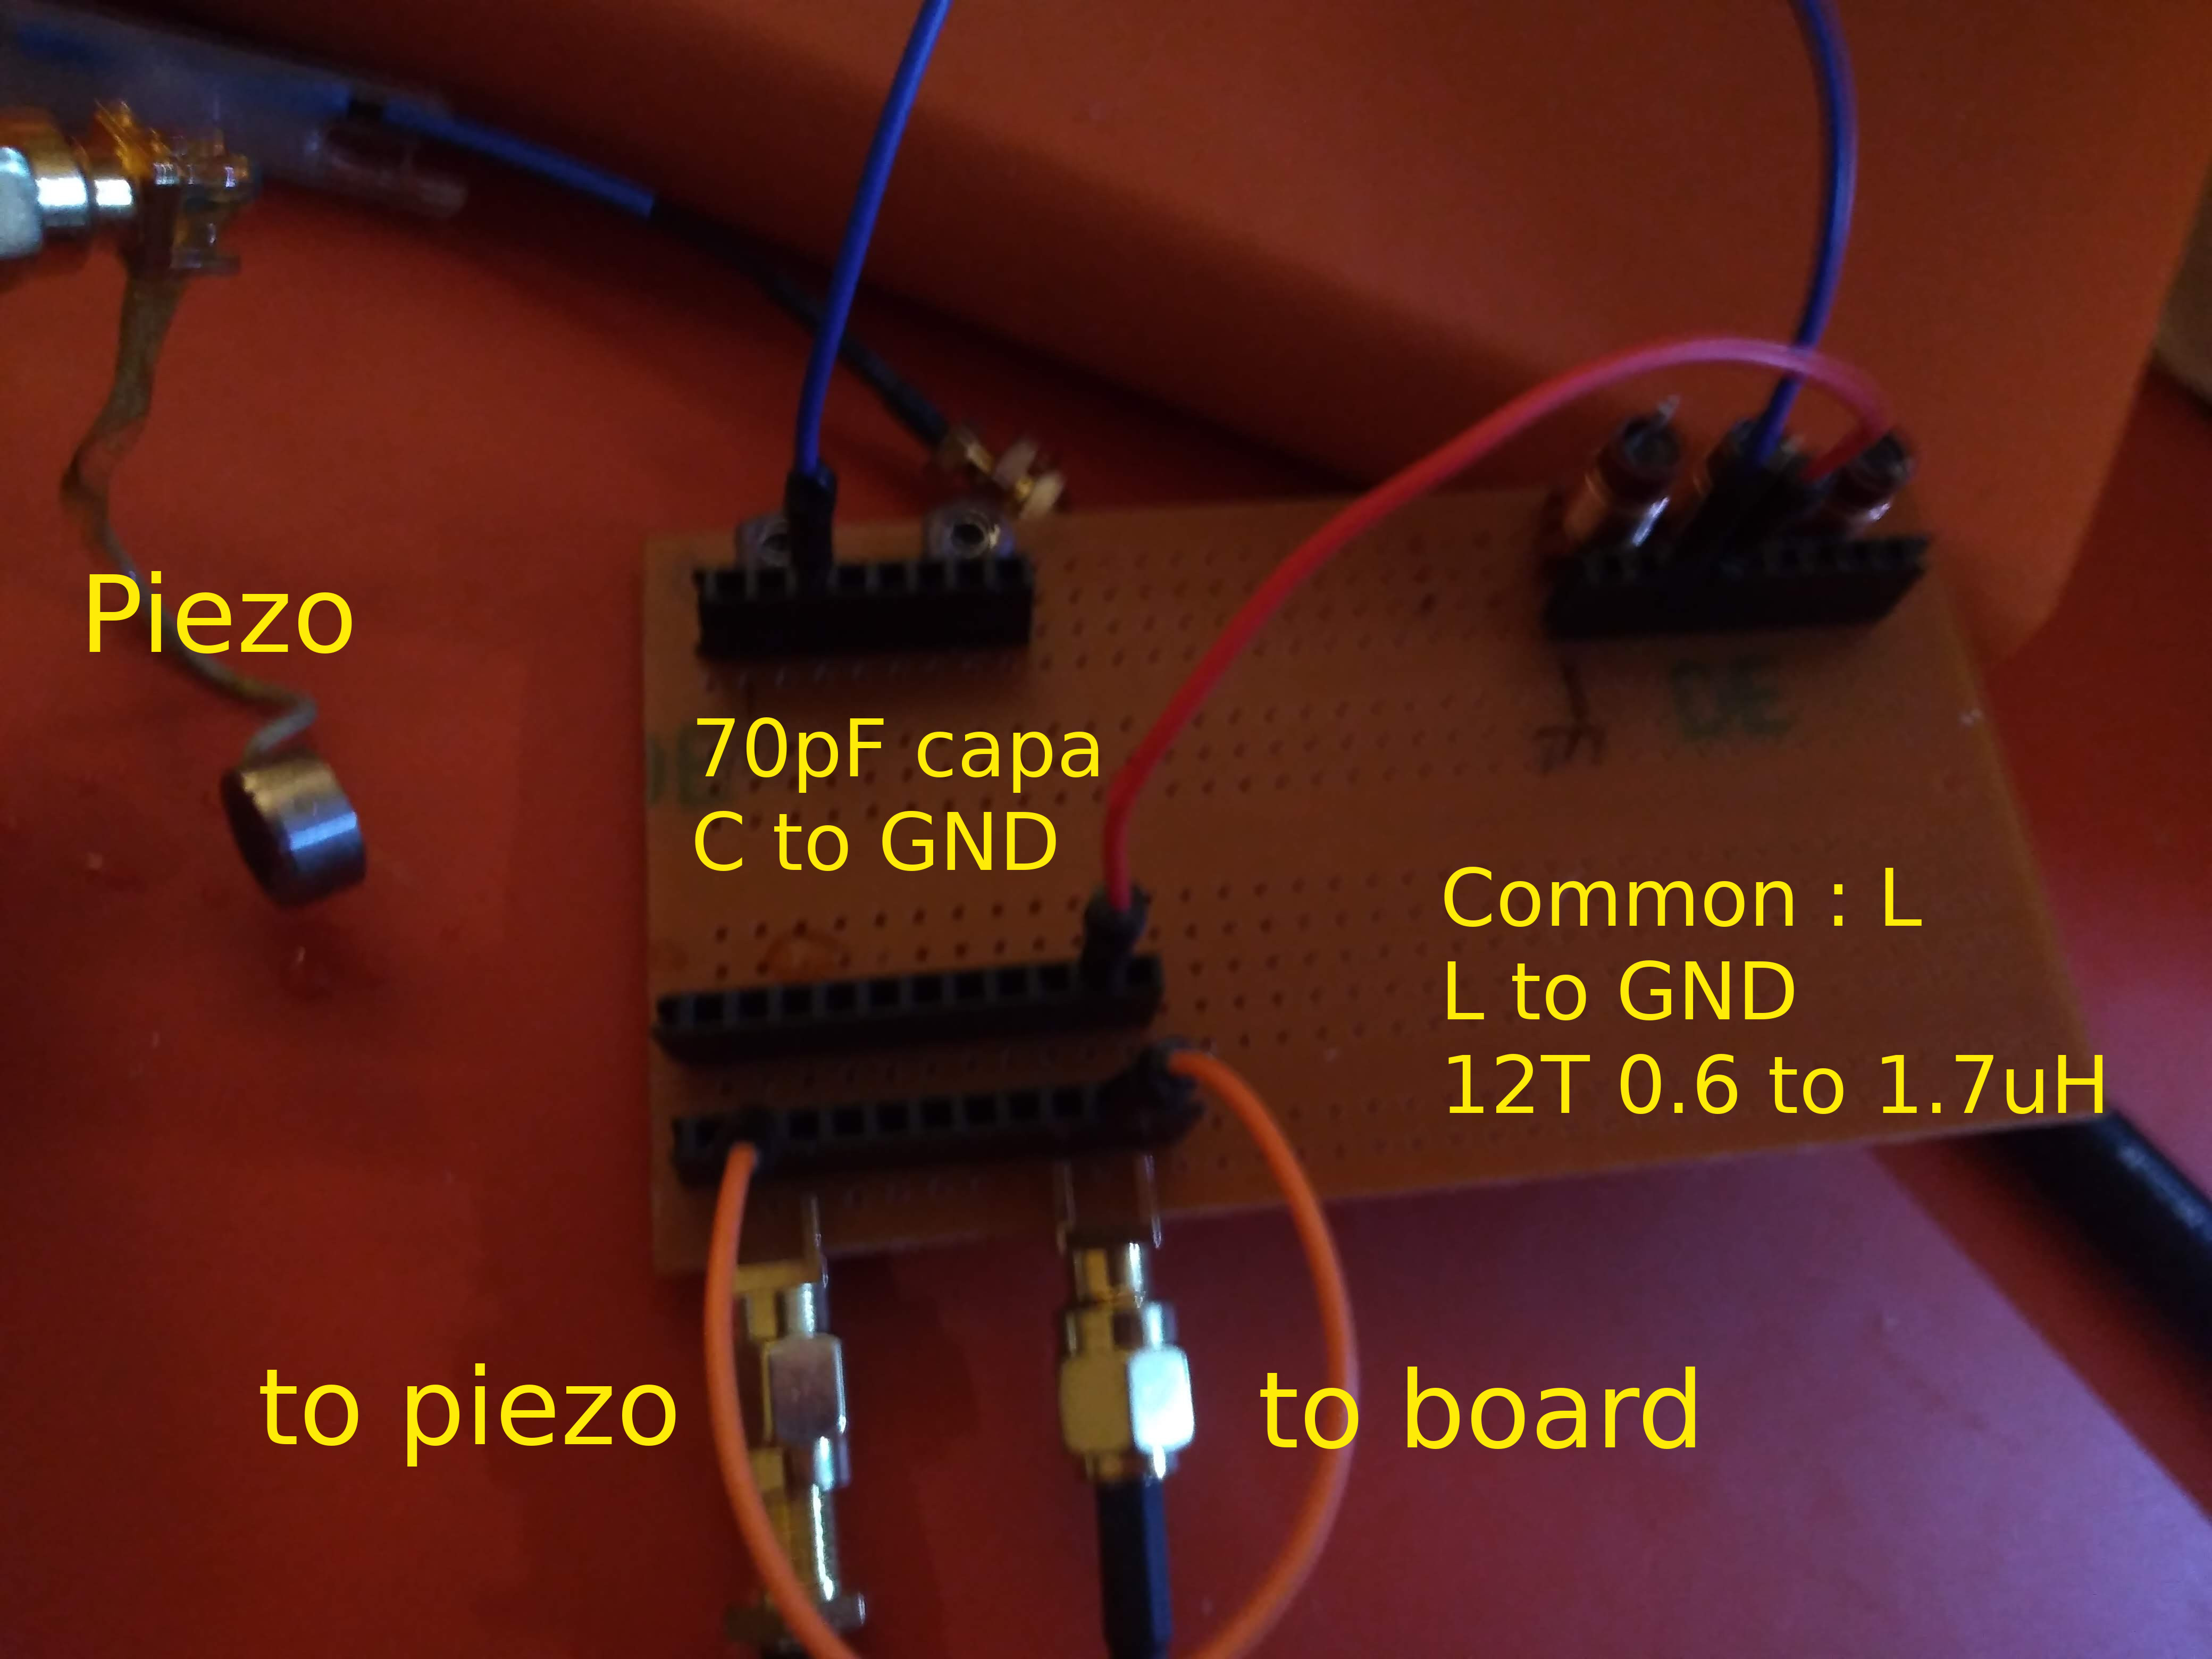 Piezo
70pF capa
C to GND
Common : L
L to GND
12T 0.6 to 1.7uH
to piezo
to board